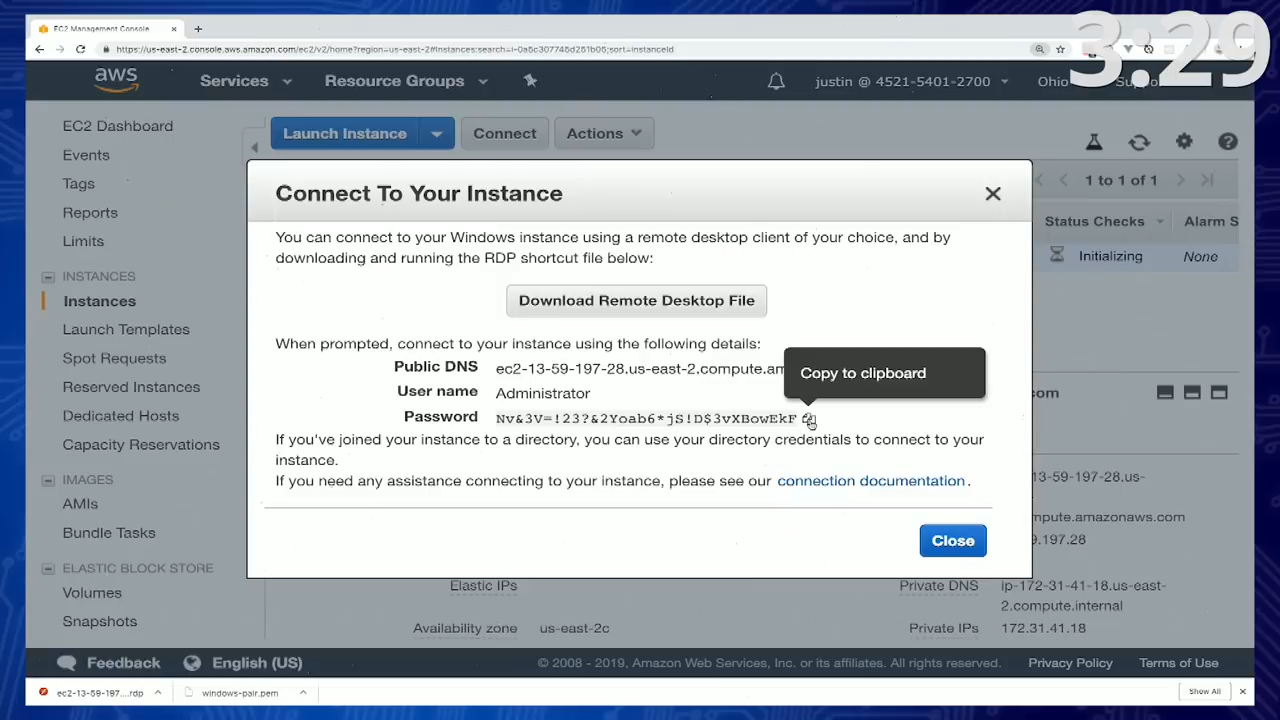 EC2 Management Console
3:29
https://us-east-2.console.aws.amazon.com/ec2/v2/home?region=us-east-2#Instances:search=i-0a5c307745d251b05;sort=instanceId
aws
Services
Resource Groups
justin @ 4521-5401-2700
Ohio
Support
EC2 Dashboard
Events
Tags
Reports
Limits
INSTANCES
Instances
Launch Templates
Spot Requests
Reserved Instances
Dedicated Hosts
Capacity Reservations
IMAGES
AMIs
Bundle Tasks
ELASTIC BLOCK STORE
Volumes
Snapshots
Launch Instance
Connect
Actions
1 to 1 of 1
Status Checks
Alarm S
Initializing
None
Connect To Your Instance
You can connect to your Windows instance using a remote desktop client of your choice, and by
downloading and running the RDP shortcut file below:
Download Remote Desktop File
When prompted, connect to your instance using the following details:
Public DNS ec2-13-59-197-28.us-east-2.compute.am
User name Administrator
Password Nv&3V=!23?&2Yoab6*jS!D$3vXBowEkF
Copy to clipboard
If you've joined your instance to a directory, you can use your directory credentials to connect to your
instance.
If you need any assistance connecting to your instance, please see our connection documentation.
Close
com
13-59-197-28.us-
mpute.amazonaws.com
9.197.28
Elastic IPs
Private DNS
ip-172-31-41-18.us-east-
2.compute.internal
Availability zone
us-east-2c
Private IPs
172.31.41.18
Feedback
English (US)
© 2008 - 2019, Amazon Web Services, Inc. or its affiliates. All rights reserved.
Privacy Policy
Terms of Use
ec2-13-59-197....rdp
windows-pair.pem
Show All